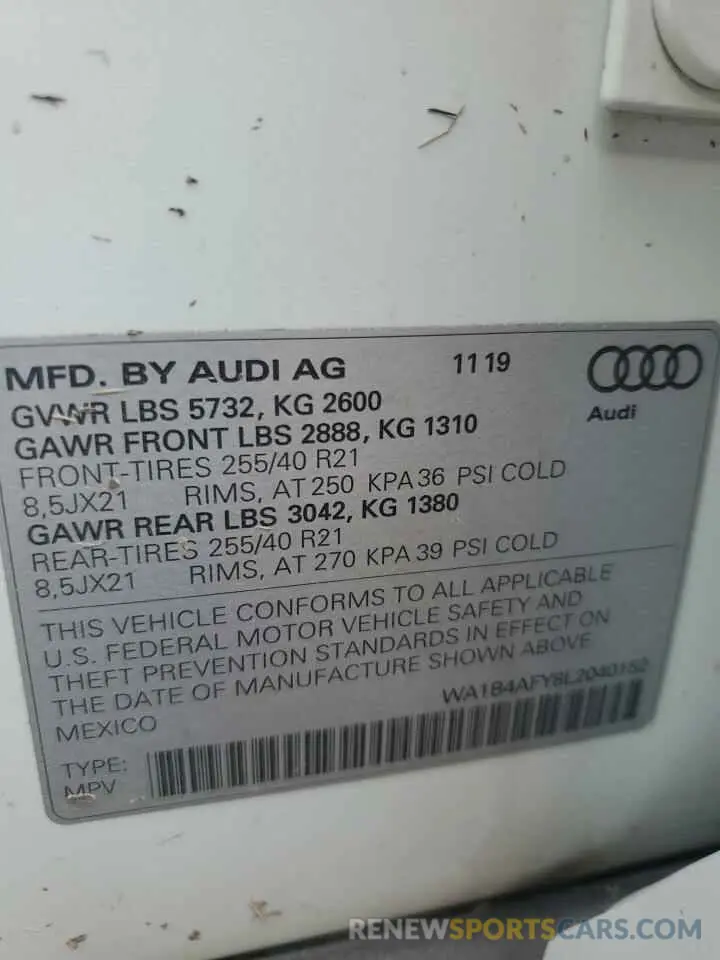 MFD. BY AUDI AG 11 19
Audi
GVWR LBS 5732, KG 2600
GAWR FRONT LBS 2888, KG 1310
FRONT-TIRES 255/40 R21
8,5JX21 RIMS, AT 250 KPA 36 PSI COLD
GAWR REAR LBS 3042, KG 1380
REAR-TIRES 255/40 R21
8,5JX21 RIMS, AT 270 KPA 39 PSI COLD
THIS VEHICLE CONFORMS TO ALL APPLICABLE
U.S. FEDERAL MOTOR VEHICLE SAFETY AND
THEFT PREVENTION STANDARDS IN EFFECT ON
THE DATE OF MANUFACTURE SHOWN ABOVE
MEXICO WA1B4AFY8L2040152
TYPE:
MPV
RENEWSPORTSCARS.COM